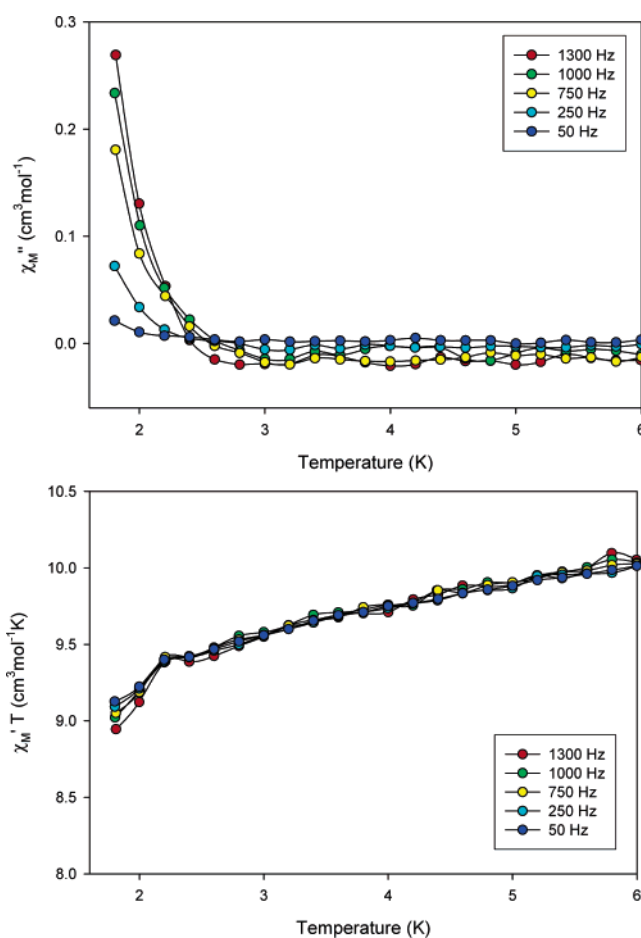 0.3
0.2
0.1
0.0
χM'' (cm³mol⁻¹)
1300 Hz
1000 Hz
750 Hz
250 Hz
50 Hz
2 3 4 5 6
Temperature (K)
10.5
10.0
9.5
9.0
8.5
8.0
χM' T (cm³mol⁻¹K)
1300 Hz
1000 Hz
750 Hz
250 Hz
50 Hz
2 3 4 5 6
Temperature (K)